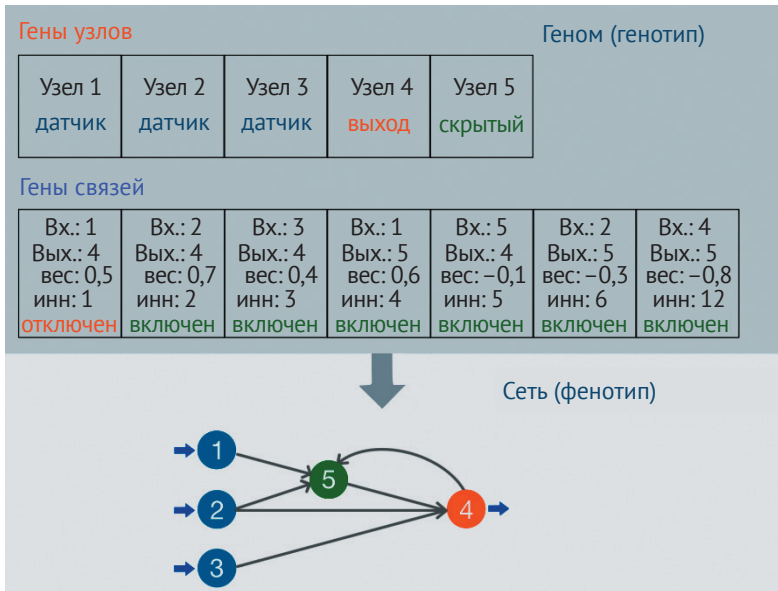 Гены узлов
Геном (генотип)
Узел 1
датчик
Узел 2
датчик
Узел 3
датчик
Узел 4
выход
Узел 5
скрытый
Гены связей
Вх.: 1
Вых.: 4
вес: 0,5
инн: 1
отключен
Вх.: 2
Вых.: 4
вес: 0,7
инн: 2
включен
Вх.: 3
Вых.: 4
вес: 0,4
инн: 3
включен
Вх.: 1
Вых.: 5
вес: 0,6
инн: 4
включен
Вх.: 5
Вых.: 4
вес: −0,1
инн: 5
включен
Вх.: 2
Вых.: 5
вес: −0,3
инн: 6
включен
Вх.: 4
Вых.: 5
вес: −0,8
инн: 12
включен
Сеть (фенотип)
1
5
2
4
3